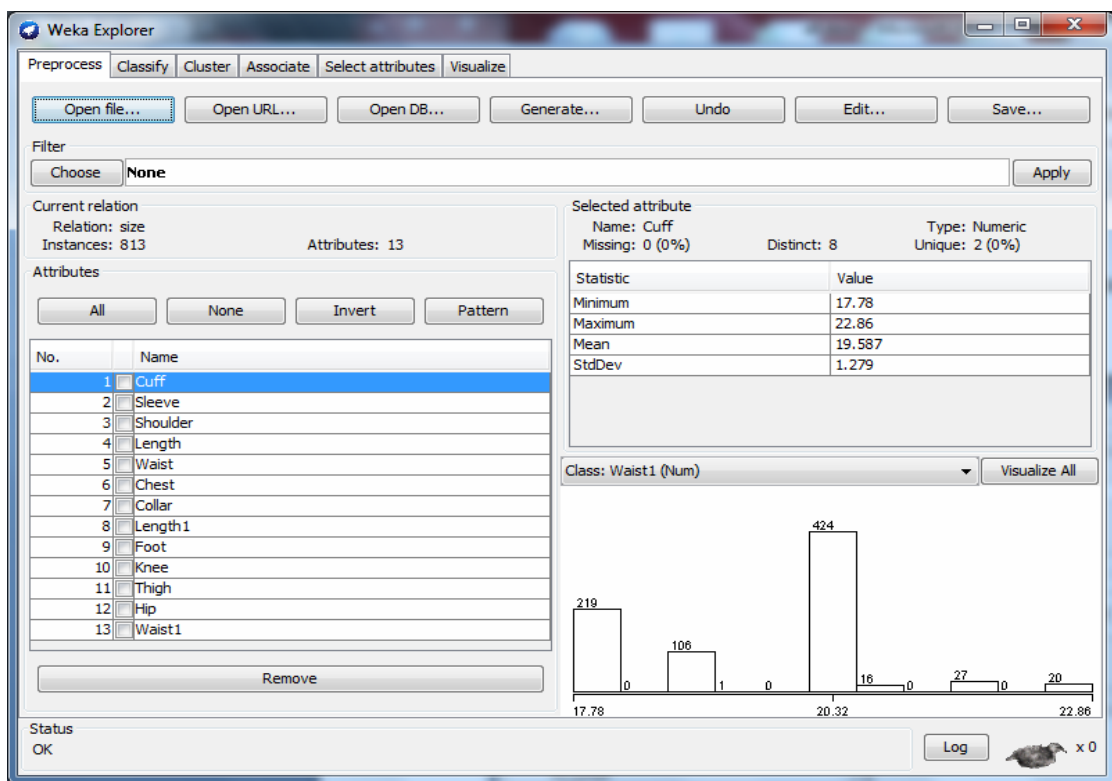 Weka Explorer
Preprocess Classify Cluster Associate Select attributes Visualize
Open file... Open URL... Open DB... Generate... Undo Edit... Save...
Filter
Choose None Apply
Current relation
Relation: size
Instances: 813 Attributes: 13
Attributes
All None Invert Pattern
No. Name
1 Cuff
2 Sleeve
3 Shoulder
4 Length
5 Waist
6 Chest
7 Collar
8 Length1
9 Foot
10 Knee
11 Thigh
12 Hip
13 Waist1
Remove
Selected attribute
Name: Cuff Type: Numeric
Missing: 0 (0%) Distinct: 8 Unique: 2 (0%)
Statistic Value
Minimum 17.78
Maximum 22.86
Mean 19.587
StdDev 1.279
Class: Waist1 (Num) Visualize All
424
219
106
0 1 0 16 0 27 0 20
17.78 20.32 22.86
Status
OK Log x 0